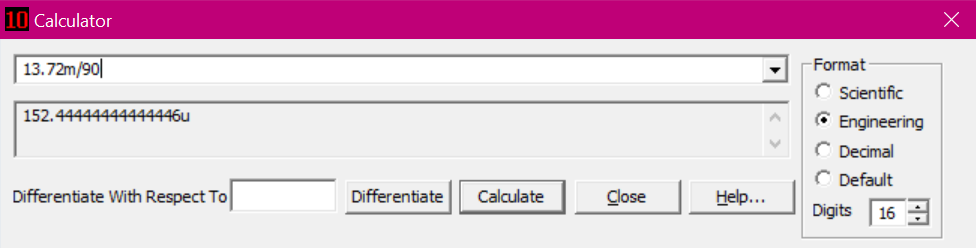 10 Calculator
13.72m/90
152.44444444444446u
Differentiate With Respect To
Differentiate
Calculate
Close
Help...
Format
Scientific
Engineering
Decimal
Default
Digits 16